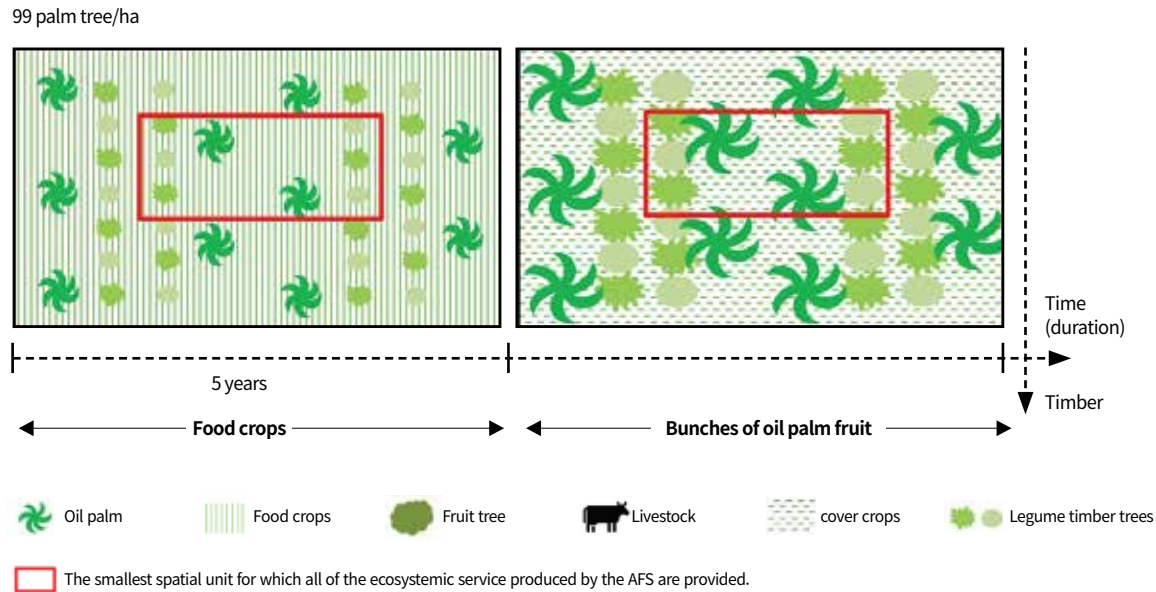 99 palm tree/ha
Time
(duration)
5 years
Timber
Food crops
Bunches of oil palm fruit
Oil palm
Food crops
Fruit tree
Livestock
cover crops
Legume timber trees
The smallest spatial unit for which all of the ecosystemic service produced by the AFS are provided.